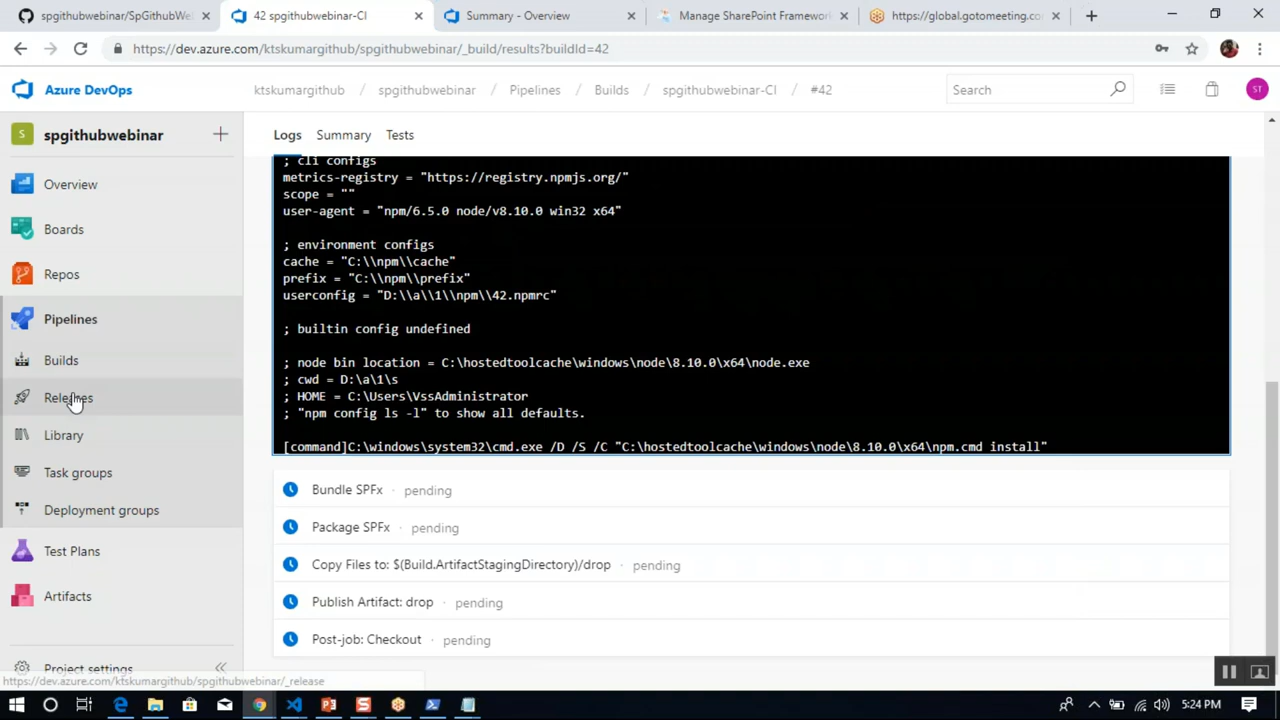 spgithubwebinar/SpGithubWe
42 spgithubwebinar-CI
Summary - Overview
Manage SharePoint Framework
https://global.gotomeeting.co
https://dev.azure.com/ktskumargithub/spgithubwebinar/_build/results?buildId=42
Azure DevOps
ktskumargithub / spgithubwebinar / Pipelines / Builds / spgithubwebinar-CI / #42
Search
ST
S spgithubwebinar
Overview
Boards
Repos
Pipelines
Builds
Releases
Library
Task groups
Deployment groups
Test Plans
Artifacts
Project settings
Logs Summary Tests
; cli configs
metrics-registry = "https://registry.npmjs.org/"
scope = ""
user-agent = "npm/6.5.0 node/v8.10.0 win32 x64"
; environment configs
cache = "C:\\npm\\cache"
prefix = "C:\\npm\\prefix"
userconfig = "D:\\a\\1\\npm\\42.npmrc"
; builtin config undefined
; node bin location = C:\hostedtoolcache\windows\node\8.10.0\x64\node.exe
; cwd = D:\a\1\s
; HOME = C:\Users\VssAdministrator
; "npm config ls -l" to show all defaults.
[command]C:\windows\system32\cmd.exe /D /S /C "C:\hostedtoolcache\windows\node\8.10.0\x64\npm.cmd install"
Bundle SPFx · pending
Package SPFx · pending
Copy Files to: $(Build.ArtifactStagingDirectory)/drop · pending
Publish Artifact: drop · pending
Post-job: Checkout · pending
https://dev.azure.com/ktskumargithub/spgithubwebinar/_release
5:24 PM